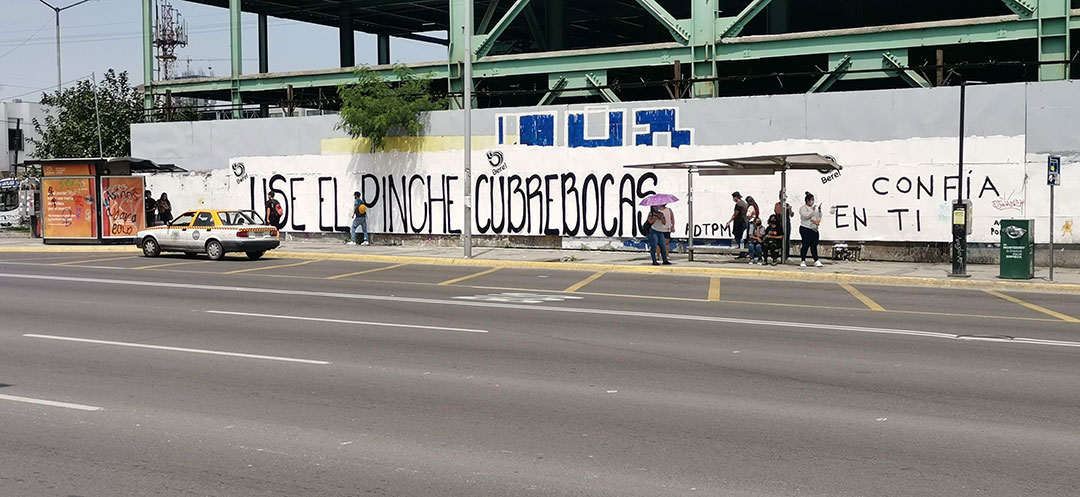 Berel
Berel
USE EL PINCHE CUBREBOCAS
ADTPM
Berel
CONFÍA
EN TI